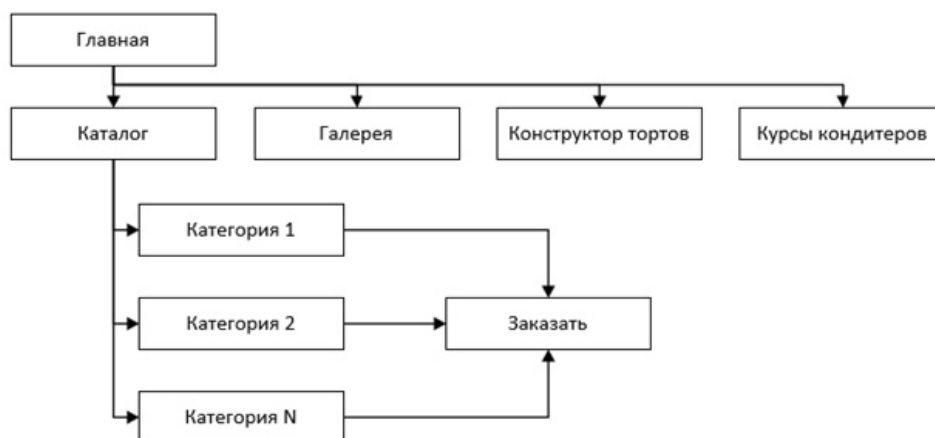 Главная
Каталог
Галерея
Конструктор тортов
Курсы кондитеров
Категория 1
Категория 2
Заказать
Категория N